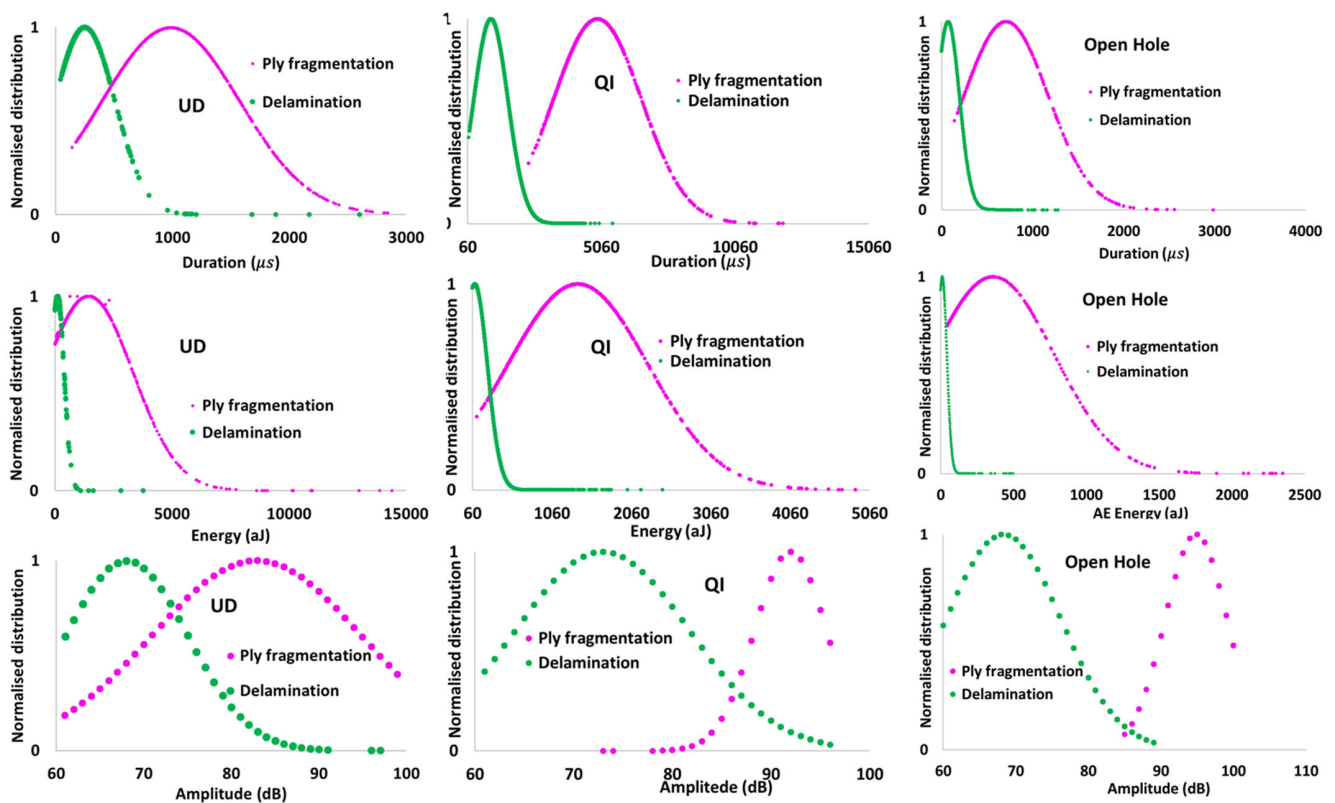 Normalised distribution
1
0
UD
Ply fragmentation
Delamination
0
1000
2000
3000
Duration (μs)
Normalised distribution
1
QI
Ply fragmentation
Delamination
60
5060
10060
15060
Duration (μs)
Normalised distribution
1
0
Open Hole
Ply fragmentation
Delamination
0
1000
2000
3000
4000
Duration (μs)
Normalised distribution
1
0
UD
Ply fragmentation
Delamination
0
5000
10000
15000
Energy (aJ)
Normalised distribution
1
0
QI
Ply fragmentation
Delamination
60
1060
2060
3060
4060
5060
Energy (aJ)
Normalised distribution
1
0
Open Hole
Ply fragmentation
Delamination
0
500
1000
1500
2000
2500
AE Energy (aJ)
Normalised distribution
1
0
UD
Ply fragmentation
Delamination
60
70
80
90
100
Amplitude (dB)
Normalised distribution
1
0
QI
Ply fragmentation
Delamination
60
70
80
90
100
Amplitede (dB)
Normalised distribution
1
0
Open Hole
Ply fragmentation
Delamination
60
70
80
90
100
110
Amplitude (dB)